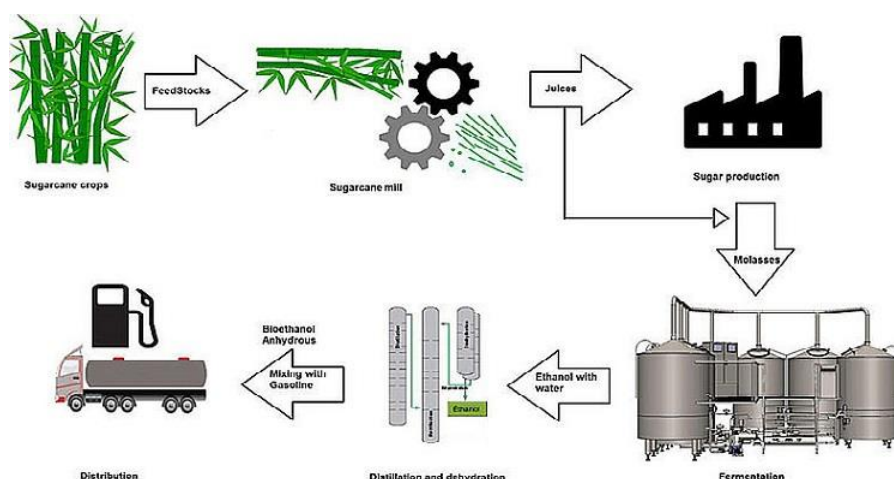 FeedStocks
Juices
Sugarcane crops
Sugarcane mill
Sugar production
Molasses
Bioethanol
Anhydrous
Mixing with
Gasoline
Distillation
Ethanol
Ethanol with
water
Distribution
Distillation and dehydration
Fermentation